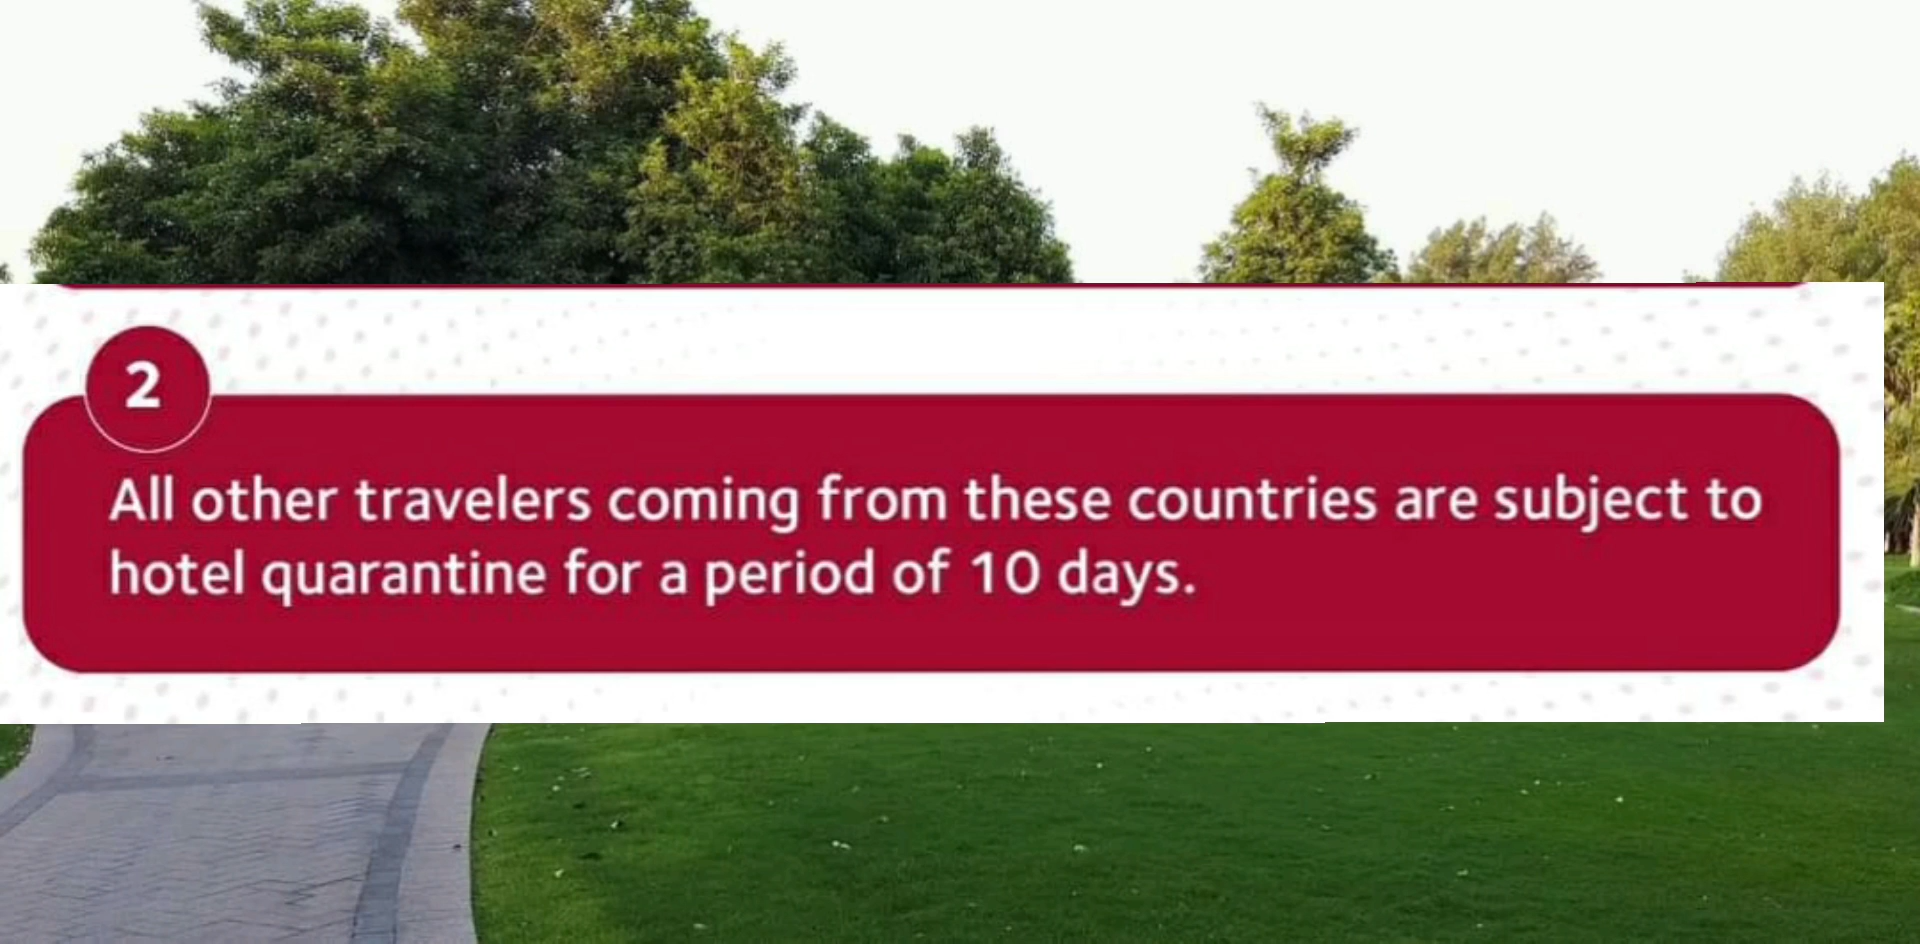 2
All other travelers coming from these countries are subject to
hotel quarantine for a period of 10 days.